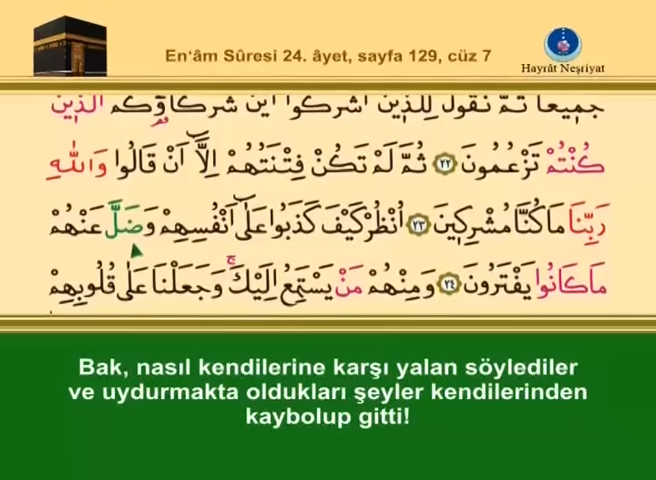 En'âm Sûresi 24. âyet, sayfa 129, cüz 7
Hayrât Neşriyat
جَمِيعًا ثُمَّ نَقُولُ لِلَّذِينَ اَشْرَكُوا اَيْنَ شُرَكَاۤؤُكُمُ الَّذِينَ
كُنْتُمْ تَزْعُمُونَ ٢٢ ثُمَّ لَمْ تَكُنْ فِتْنَتُهُمْ اِلَّاۤ اَنْ قَالُوا وَاللّٰهِ
رَبِّنَا مَا كُنَّا مُشْرِكِينَ ٢٣ اُنْظُرْ كَيْفَ كَذَبُوا عَلٰۤى اَنْفُسِهِمْ وَضَلَّ عَنْهُمْ
مَا كَانُوا يَفْتَرُونَ ٢٤ وَمِنْهُمْ مَنْ يَسْتَمِعُ اِلَيْكَۚ وَجَعَلْنَا عَلٰى قُلُوبِهِمْ
Bak, nasıl kendilerine karşı yalan söylediler
ve uydurmakta oldukları şeyler kendilerinden
kaybolup gitti!